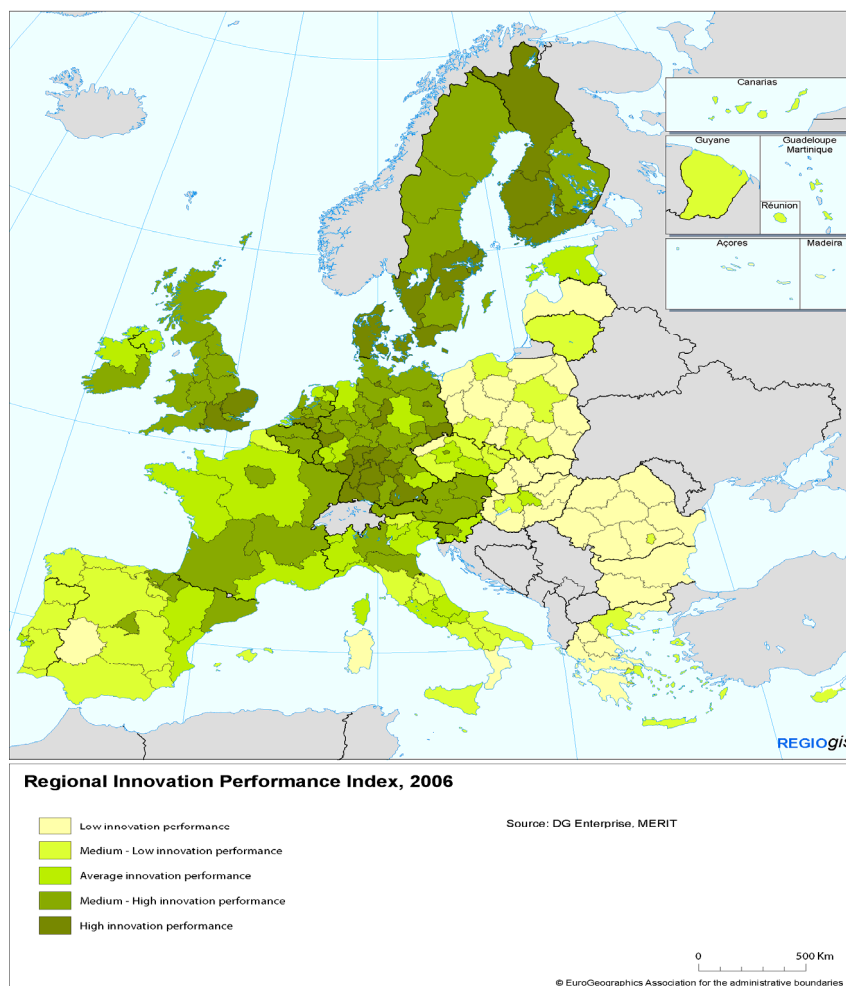 Canarias
Guyane
Guadeloupe
Martinique
Réunion
Açores
Madeira
REGIOgis
Regional Innovation Performance Index, 2006
Low innovation performance
Source: DG Enterprise, MERIT
Medium - Low innovation performance
Average innovation performance
Medium - High innovation performance
High innovation performance
0 500 Km
© EuroGeographics Association for the administrative boundaries